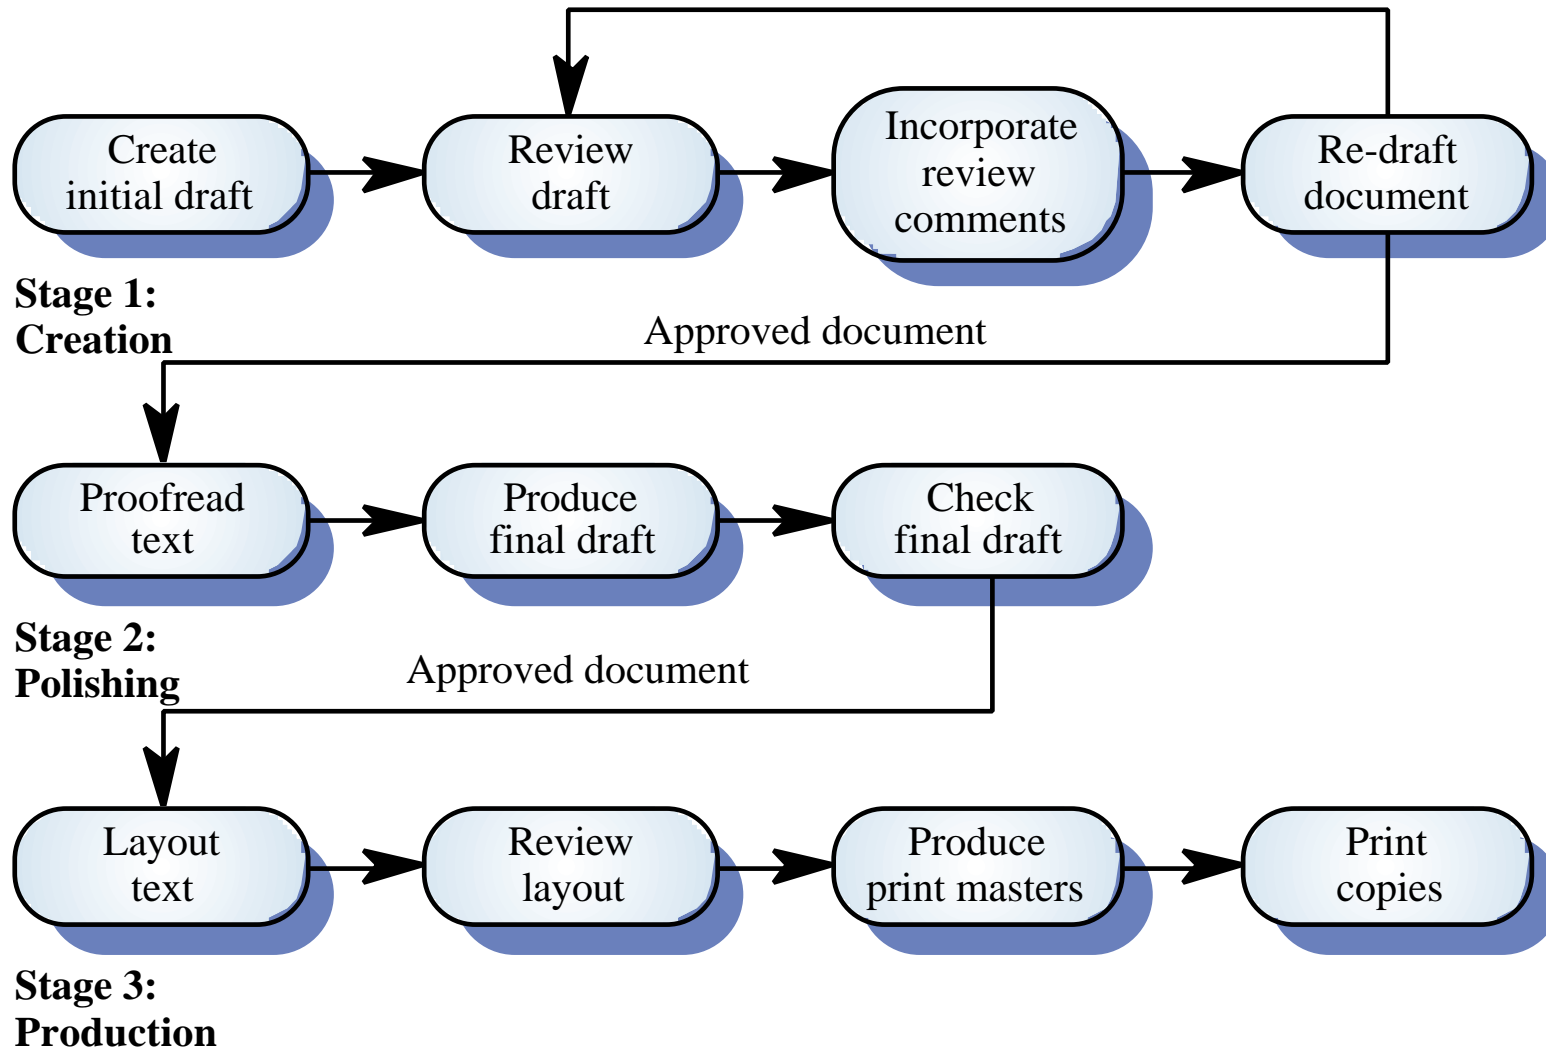 Create
initial draft
Review
draft
Incorporate
review
comments
Re-draft
document
Stage 1:
Creation
Approved document
Proofread
text
Produce
final draft
Check
final draft
Stage 2:
Polishing
Approved document
Layout
text
Review
layout
Produce
print masters
Print
copies
Stage 3:
Production